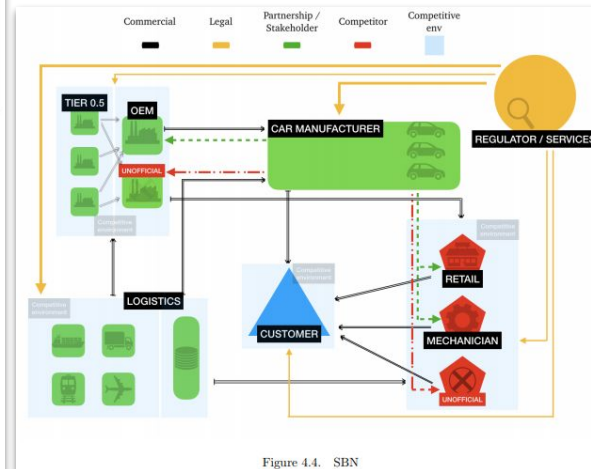 Commercial
Legal
Partnership /
Stakeholder
Competitor
Competitive
env
TIER 0.5
OEM
UNOFFICIAL
Competitive
environment
CAR MANUFACTURER
REGULATOR / SERVICES
Competitive
environment
RETAIL
MECHANICIAN
UNOFFICIAL
Competitive
environment
CUSTOMER
Competitive
environment
LOGISTICS
Figure 4.4. SBN